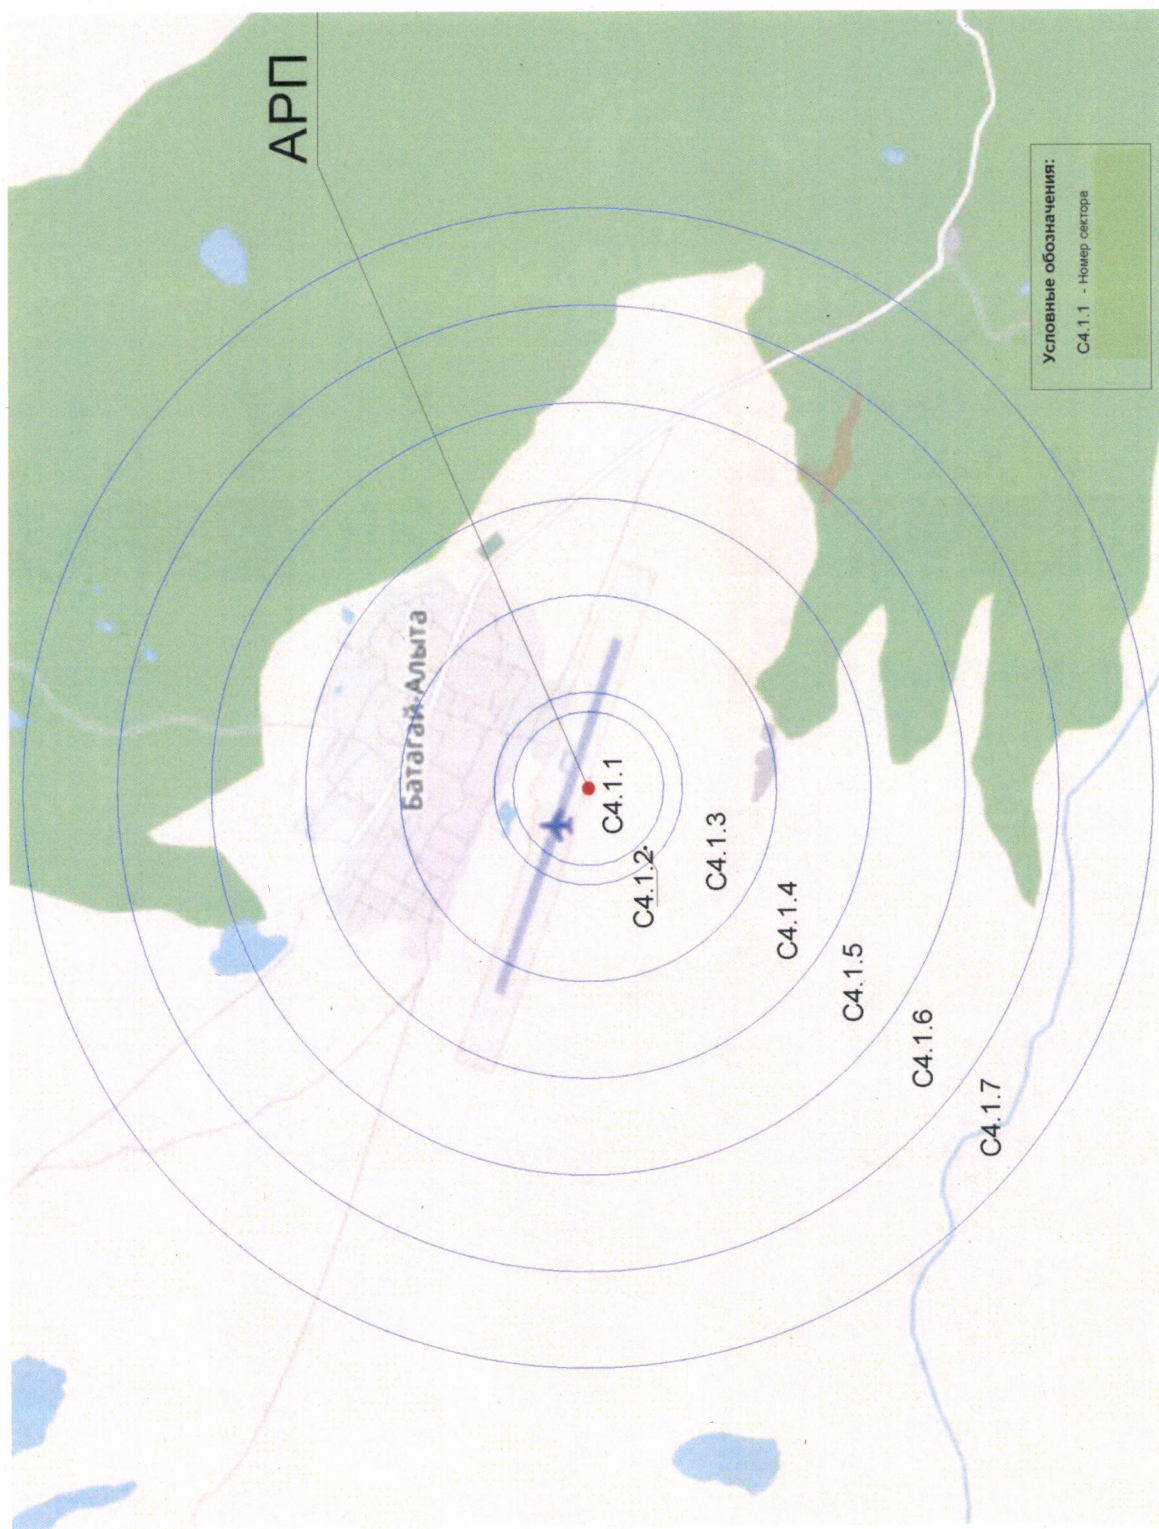 АРП
Батагай-Алыта
С4.1.1
С4.1.2
С4.1.3
С4.1.4
С4.1.5
С4.1.6
С4.1.7
Условные обозначения:
С4.1.1 - Номер сектора